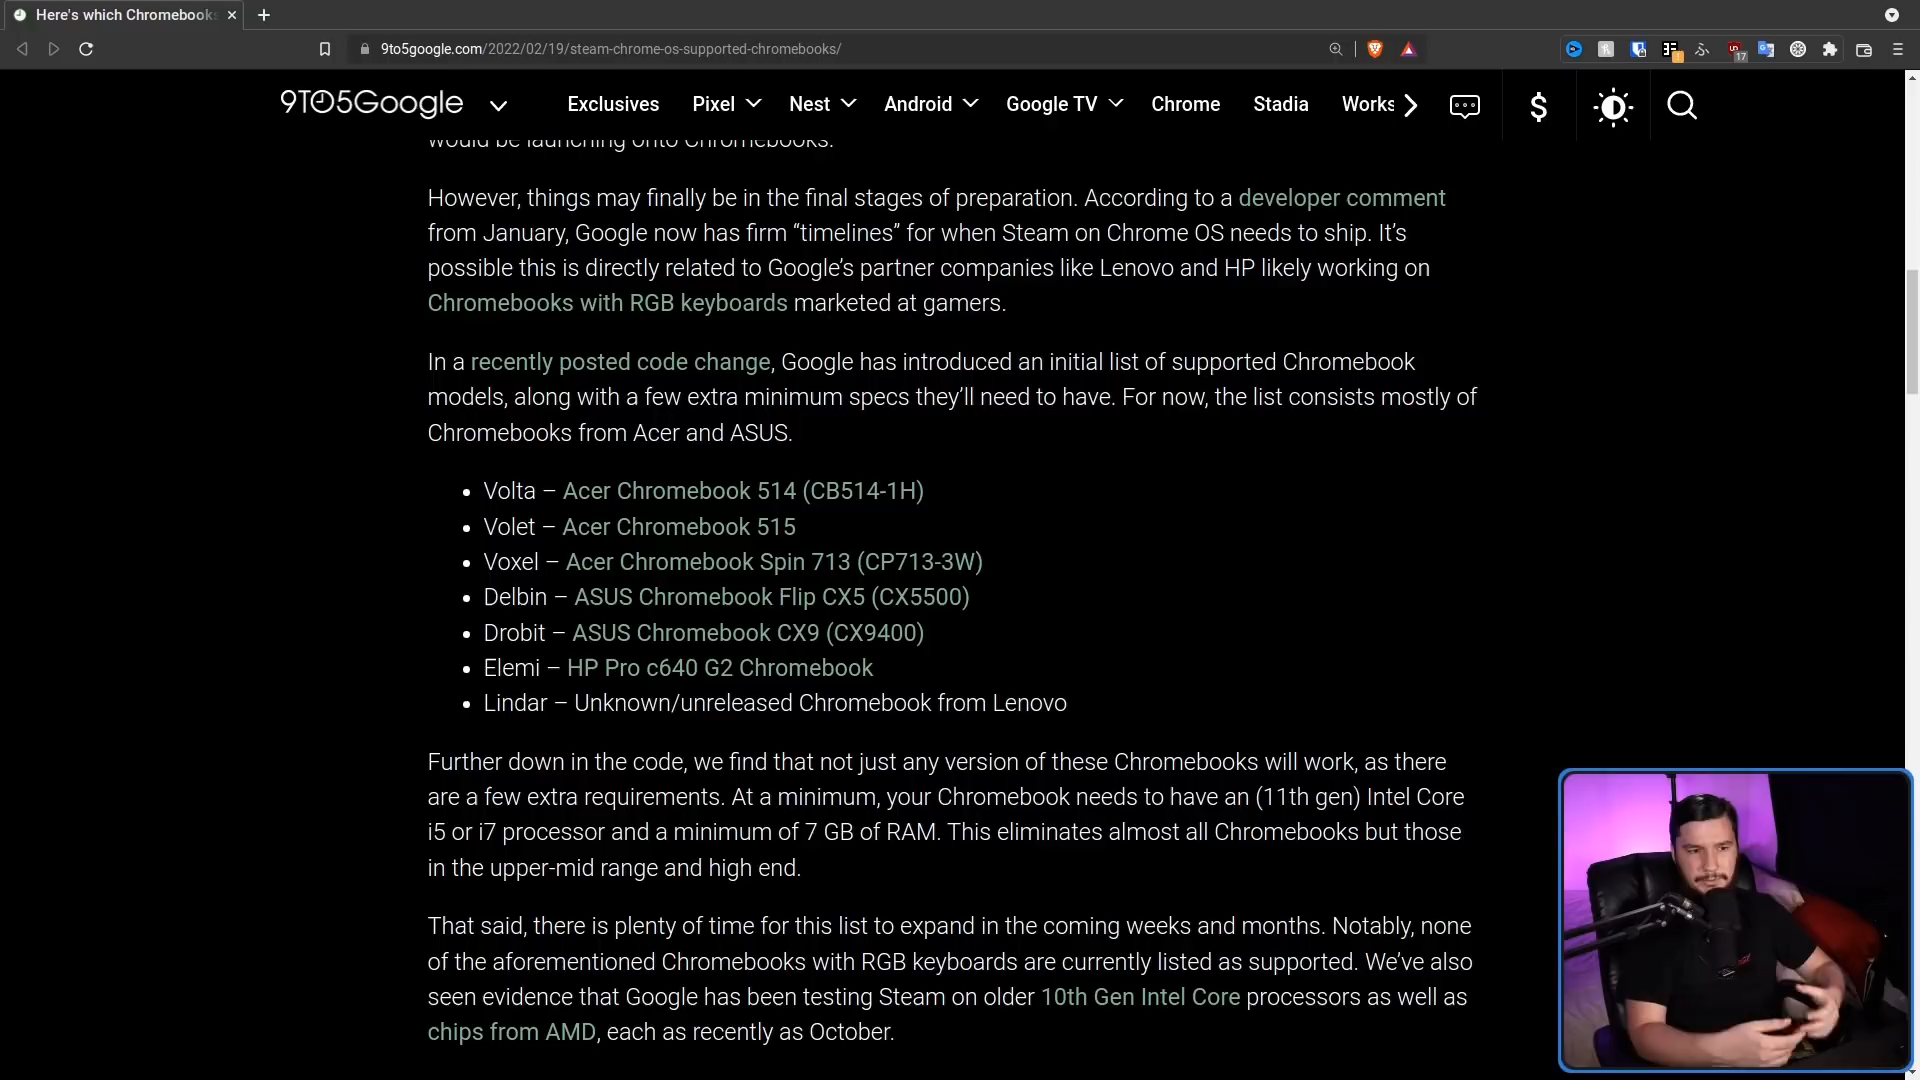 Here's which Chromebooks
9to5google.com/2022/02/19/steam-chrome-os-supported-chromebooks/
17
9TO5Google
Exclusives Pixel Nest Android Google TV Chrome Stadia Works
would be launching onto Chromebooks.
However, things may finally be in the final stages of preparation. According to a developer comment
from January, Google now has firm “timelines” for when Steam on Chrome OS needs to ship. It’s
possible this is directly related to Google’s partner companies like Lenovo and HP likely working on
Chromebooks with RGB keyboards marketed at gamers.
In a recently posted code change, Google has introduced an initial list of supported Chromebook
models, along with a few extra minimum specs they’ll need to have. For now, the list consists mostly of
Chromebooks from Acer and ASUS.
• Volta – Acer Chromebook 514 (CB514-1H)
• Volet – Acer Chromebook 515
• Voxel – Acer Chromebook Spin 713 (CP713-3W)
• Delbin – ASUS Chromebook Flip CX5 (CX5500)
• Drobit – ASUS Chromebook CX9 (CX9400)
• Elemi – HP Pro c640 G2 Chromebook
• Lindar – Unknown/unreleased Chromebook from Lenovo
Further down in the code, we find that not just any version of these Chromebooks will work, as there
are a few extra requirements. At a minimum, your Chromebook needs to have an (11th gen) Intel Core
i5 or i7 processor and a minimum of 7 GB of RAM. This eliminates almost all Chromebooks but those
in the upper-mid range and high end.
That said, there is plenty of time for this list to expand in the coming weeks and months. Notably, none
of the aforementioned Chromebooks with RGB keyboards are currently listed as supported. We’ve also
seen evidence that Google has been testing Steam on older 10th Gen Intel Core processors as well as
chips from AMD, each as recently as October.